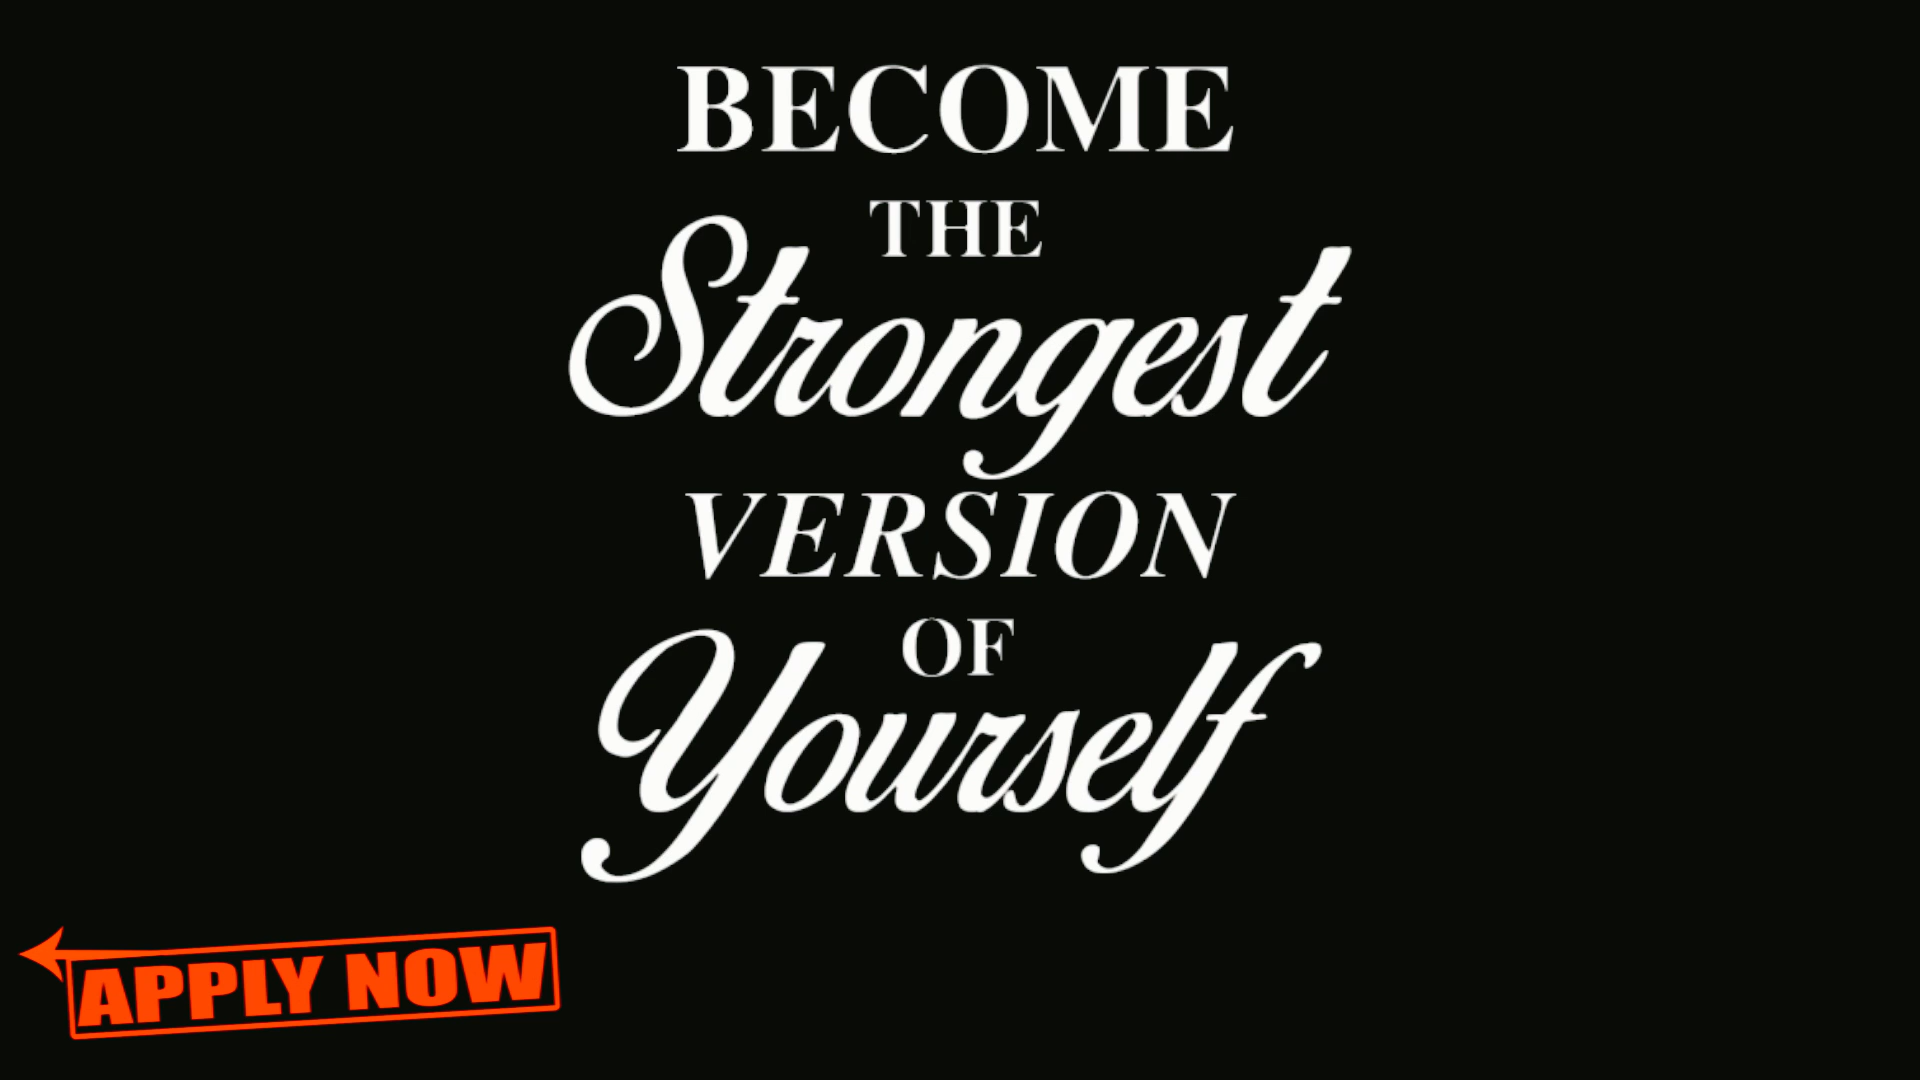 BECOME
THE
Strongest
VERSION
OF
Yourself
APPLY NOW